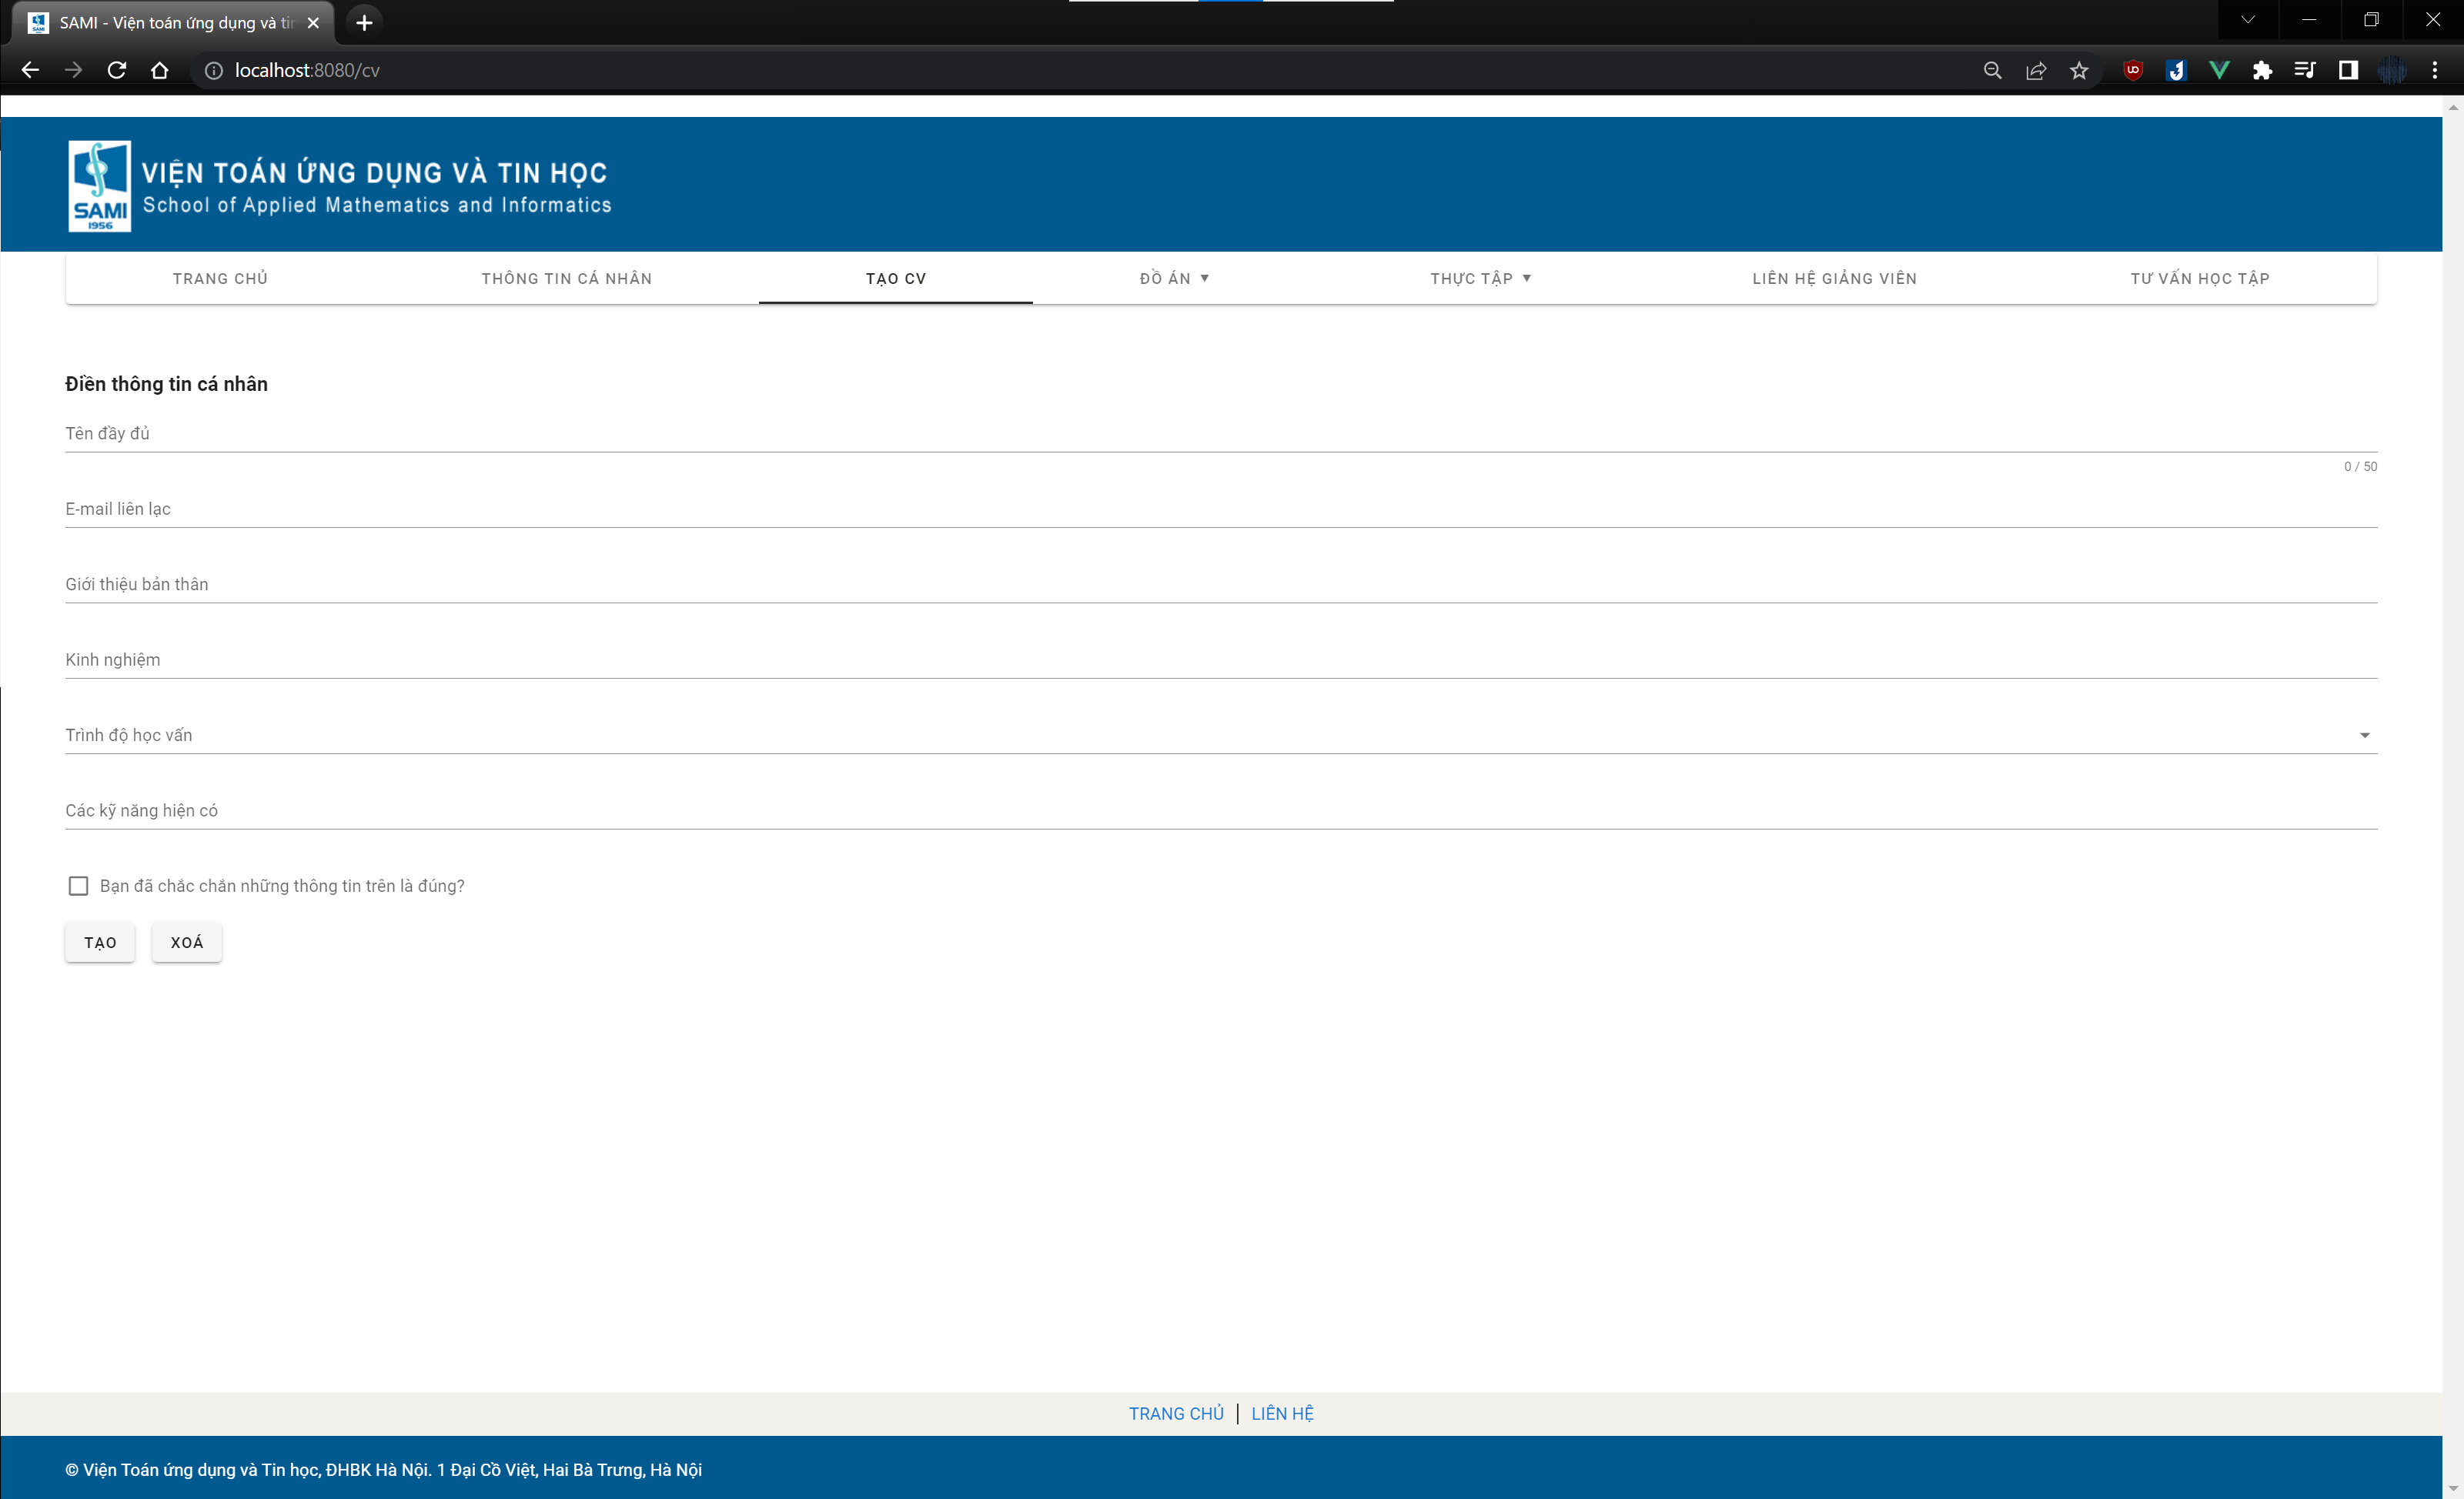 SAMI - Viện toán ứng dụng và tin
localhost:8080/cv
SAMI
1956
VIỆN TOÁN ỨNG DỤNG VÀ TIN HỌC
School of Applied Mathematics and Informatics
TRANG CHỦ THÔNG TIN CÁ NHÂN TẠO CV ĐỒ ÁN ▼ THỰC TẬP ▼ LIÊN HỆ GIẢNG VIÊN TƯ VẤN HỌC TẬP
Điền thông tin cá nhân
Tên đầy đủ
0 / 50
E-mail liên lạc
Giới thiệu bản thân
Kinh nghiệm
Trình độ học vấn
Các kỹ năng hiện có
Bạn đã chắc chắn những thông tin trên là đúng?
TẠO XOÁ
TRANG CHỦ | LIÊN HỆ
© Viện Toán ứng dụng và Tin học, ĐHBK Hà Nội. 1 Đại Cồ Việt, Hai Bà Trưng, Hà Nội